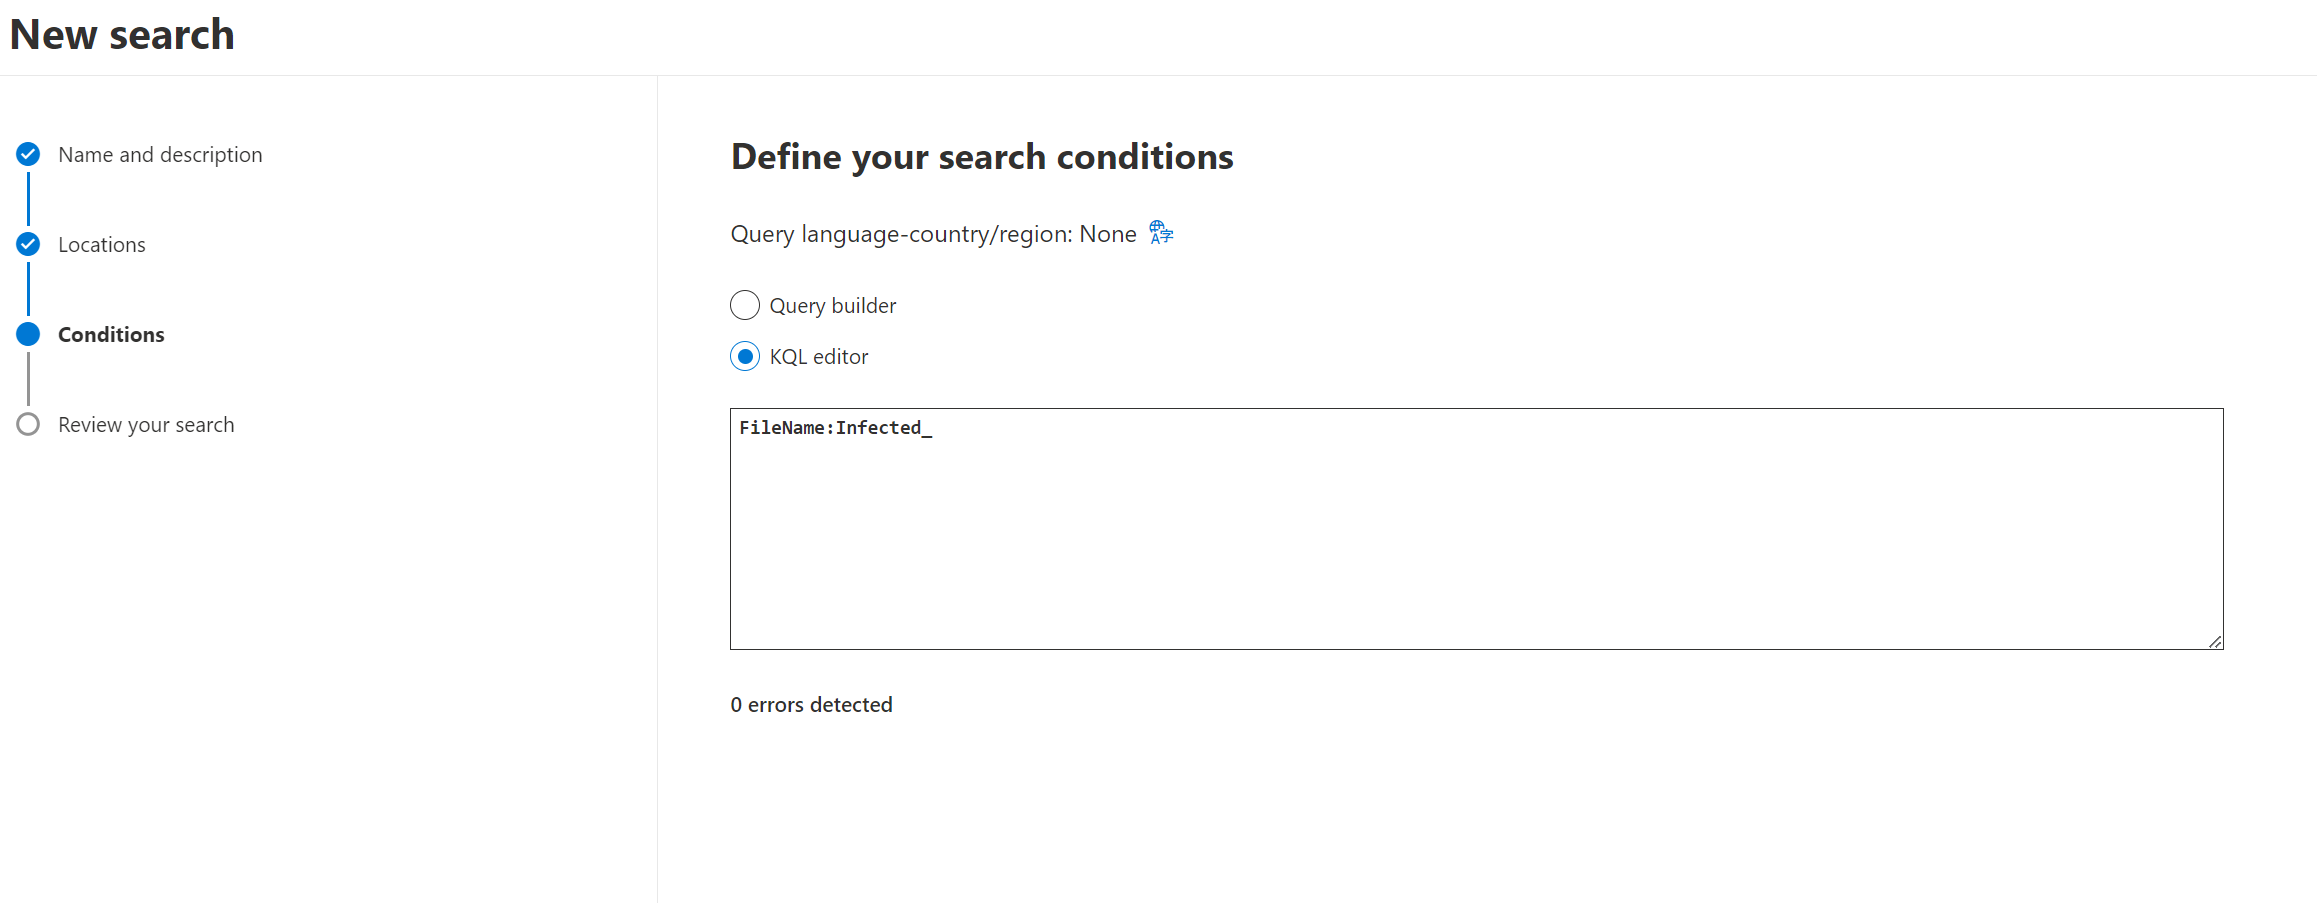 New search
Name and description
Locations
Conditions
Review your search
Define your search conditions
Query language-country/region: None
Query builder
KQL editor
FileName:Infected_
0 errors detected